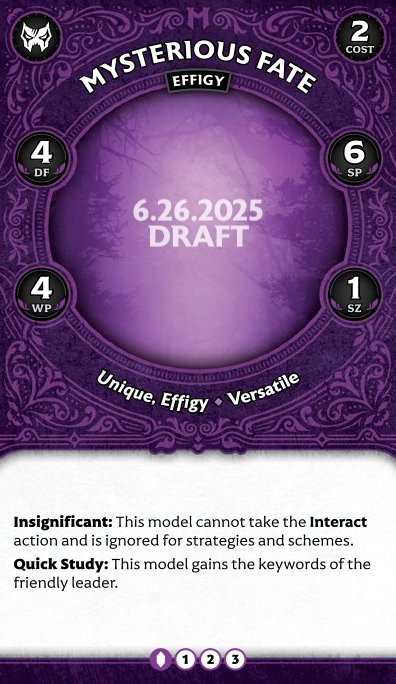 2
COST
MYSTERIOUS FATE
EFFIGY
4
DF
6
SP
6.26.2025
DRAFT
4
WP
1
SZ
Unique, Effigy ◆ Versatile
Insignificant: This model cannot take the Interact
action and is ignored for strategies and schemes.
Quick Study: This model gains the keywords of the
friendly leader.
1 2 3